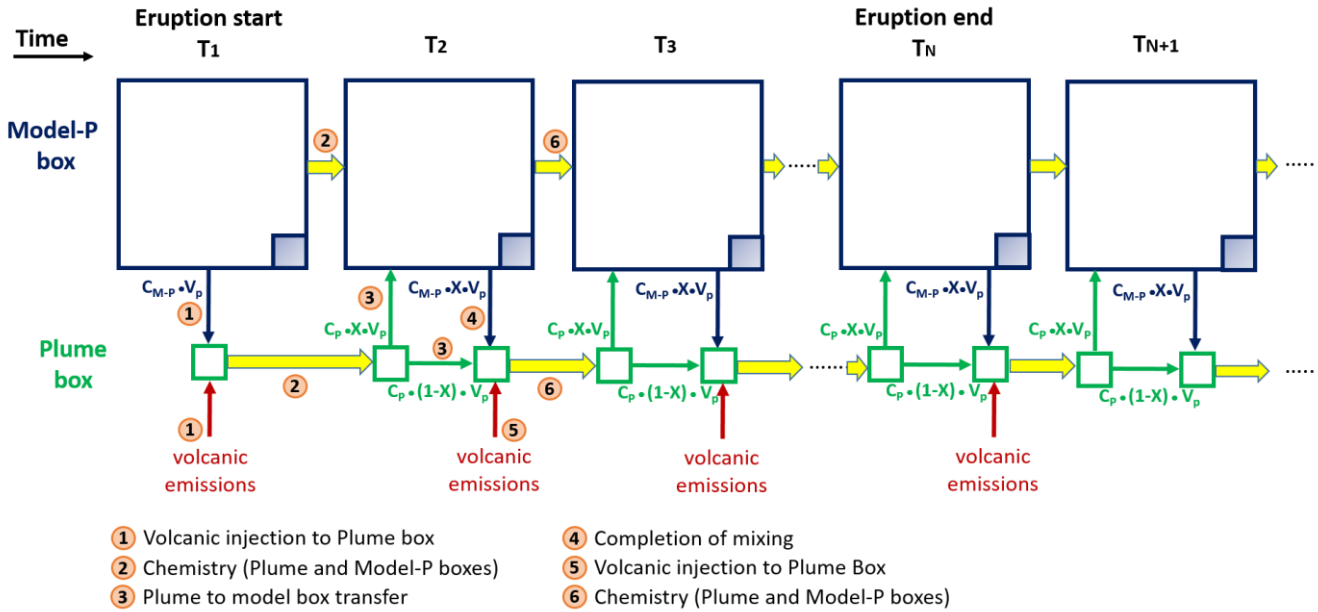 Eruption start
Eruption end
Time
T1
T2
T3
TN
TN+1
Model-P
box
2
6
.....
.....
CM-P•Vp
1
3
CM-P•X•Vp
4
CM-P•X•Vp
CM-P•X•Vp
CM-P•X•Vp
CP•X•Vp
CP•X•Vp
CP•X•Vp
CP•X•Vp
Plume
box
2
3
6
......
.....
CP•(1-X)•Vp
CP•(1-X)•Vp
CP•(1-X)•Vp
CP•(1-X)•Vp
1
5
volcanic
emissions
volcanic
emissions
volcanic
emissions
volcanic
emissions
1 Volcanic injection to Plume box
2 Chemistry (Plume and Model-P boxes)
3 Plume to model box transfer
4 Completion of mixing
5 Volcanic injection to Plume Box
6 Chemistry (Plume and Model-P boxes)